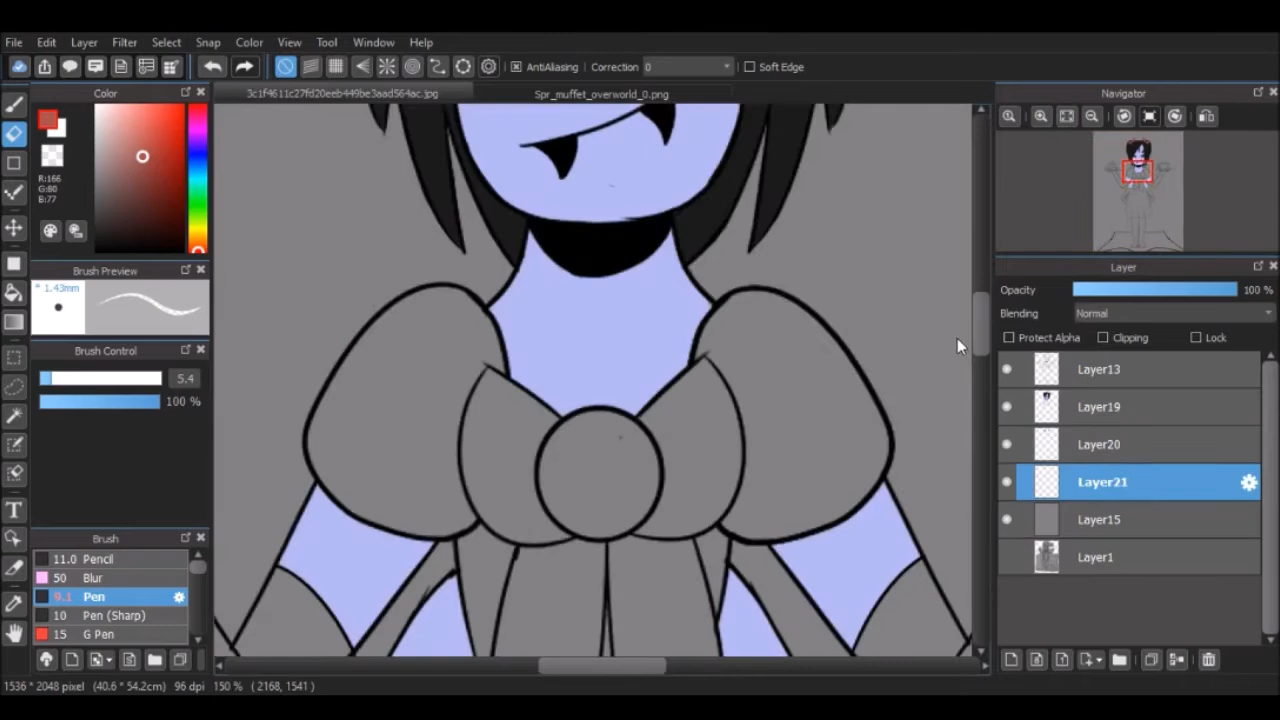 File Edit Layer Filter Select Snap Color View Tool Window Help
AntiAliasing Correction 0 Soft Edge
Color
3c1f4611c27fd20eeb449be3aad564ac.jpg
Spr_muffet_overworld_0.png
Navigator
R:166
G:80
B:77
Brush Preview
* 1.43mm
Brush Control
5.4
100 %
Brush
11.0 Pencil
50 Blur
9.1 Pen
10 Pen (Sharp)
15 G Pen
Layer
Opacity 100 %
Blending Normal
Protect Alpha Clipping Lock
Layer13
Layer19
Layer20
Layer21
Layer15
Layer1
1536 * 2048 pixel (40.6 * 54.2cm) 96 dpi 150 % ( 2168, 1541 )